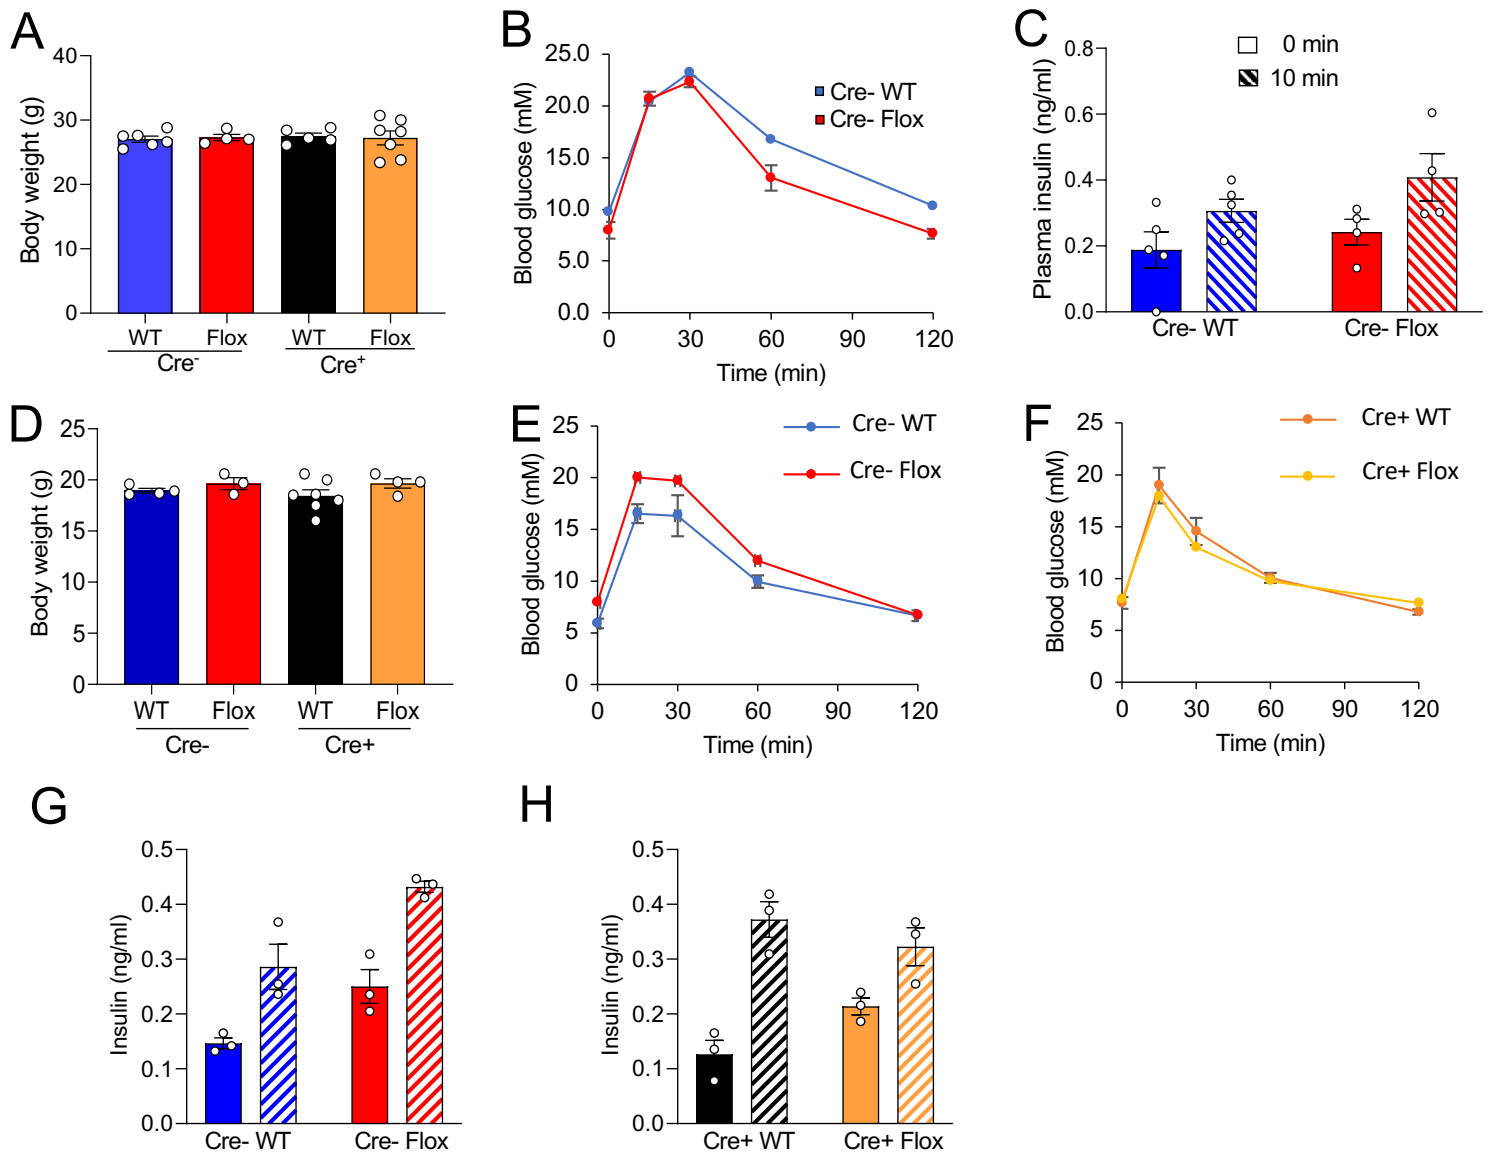 A
Body weight (g)
40
30
20
10
0
WT
Flox
WT
Flox
Cre-
Cre+
B
Blood glucose (mM)
25.0
20.0
15.0
10.0
5.0
0.0
0
30
60
90
120
Time (min)
Cre- WT
Cre- Flox
C
Plasma insulin (ng/ml)
0.8
0.6
0.4
0.2
0.0
0 min
10 min
Cre- WT
Cre- Flox
D
Body weight (g)
25
20
15
10
5
0
WT
Flox
WT
Flox
Cre-
Cre+
E
Blood glucose (mM)
25
20
15
10
5
0
0
30
60
90
120
Time (min)
Cre- WT
Cre- Flox
F
Blood glucose (mM)
25
20
15
10
5
0
0
30
60
90
120
Time (min)
Cre+ WT
Cre+ Flox
G
Insulin (ng/ml)
0.5
0.4
0.3
0.2
0.1
0.0
Cre- WT
Cre- Flox
H
Insulin (ng/ml)
0.5
0.4
0.3
0.2
0.1
0.0
Cre+ WT
Cre+ Flox